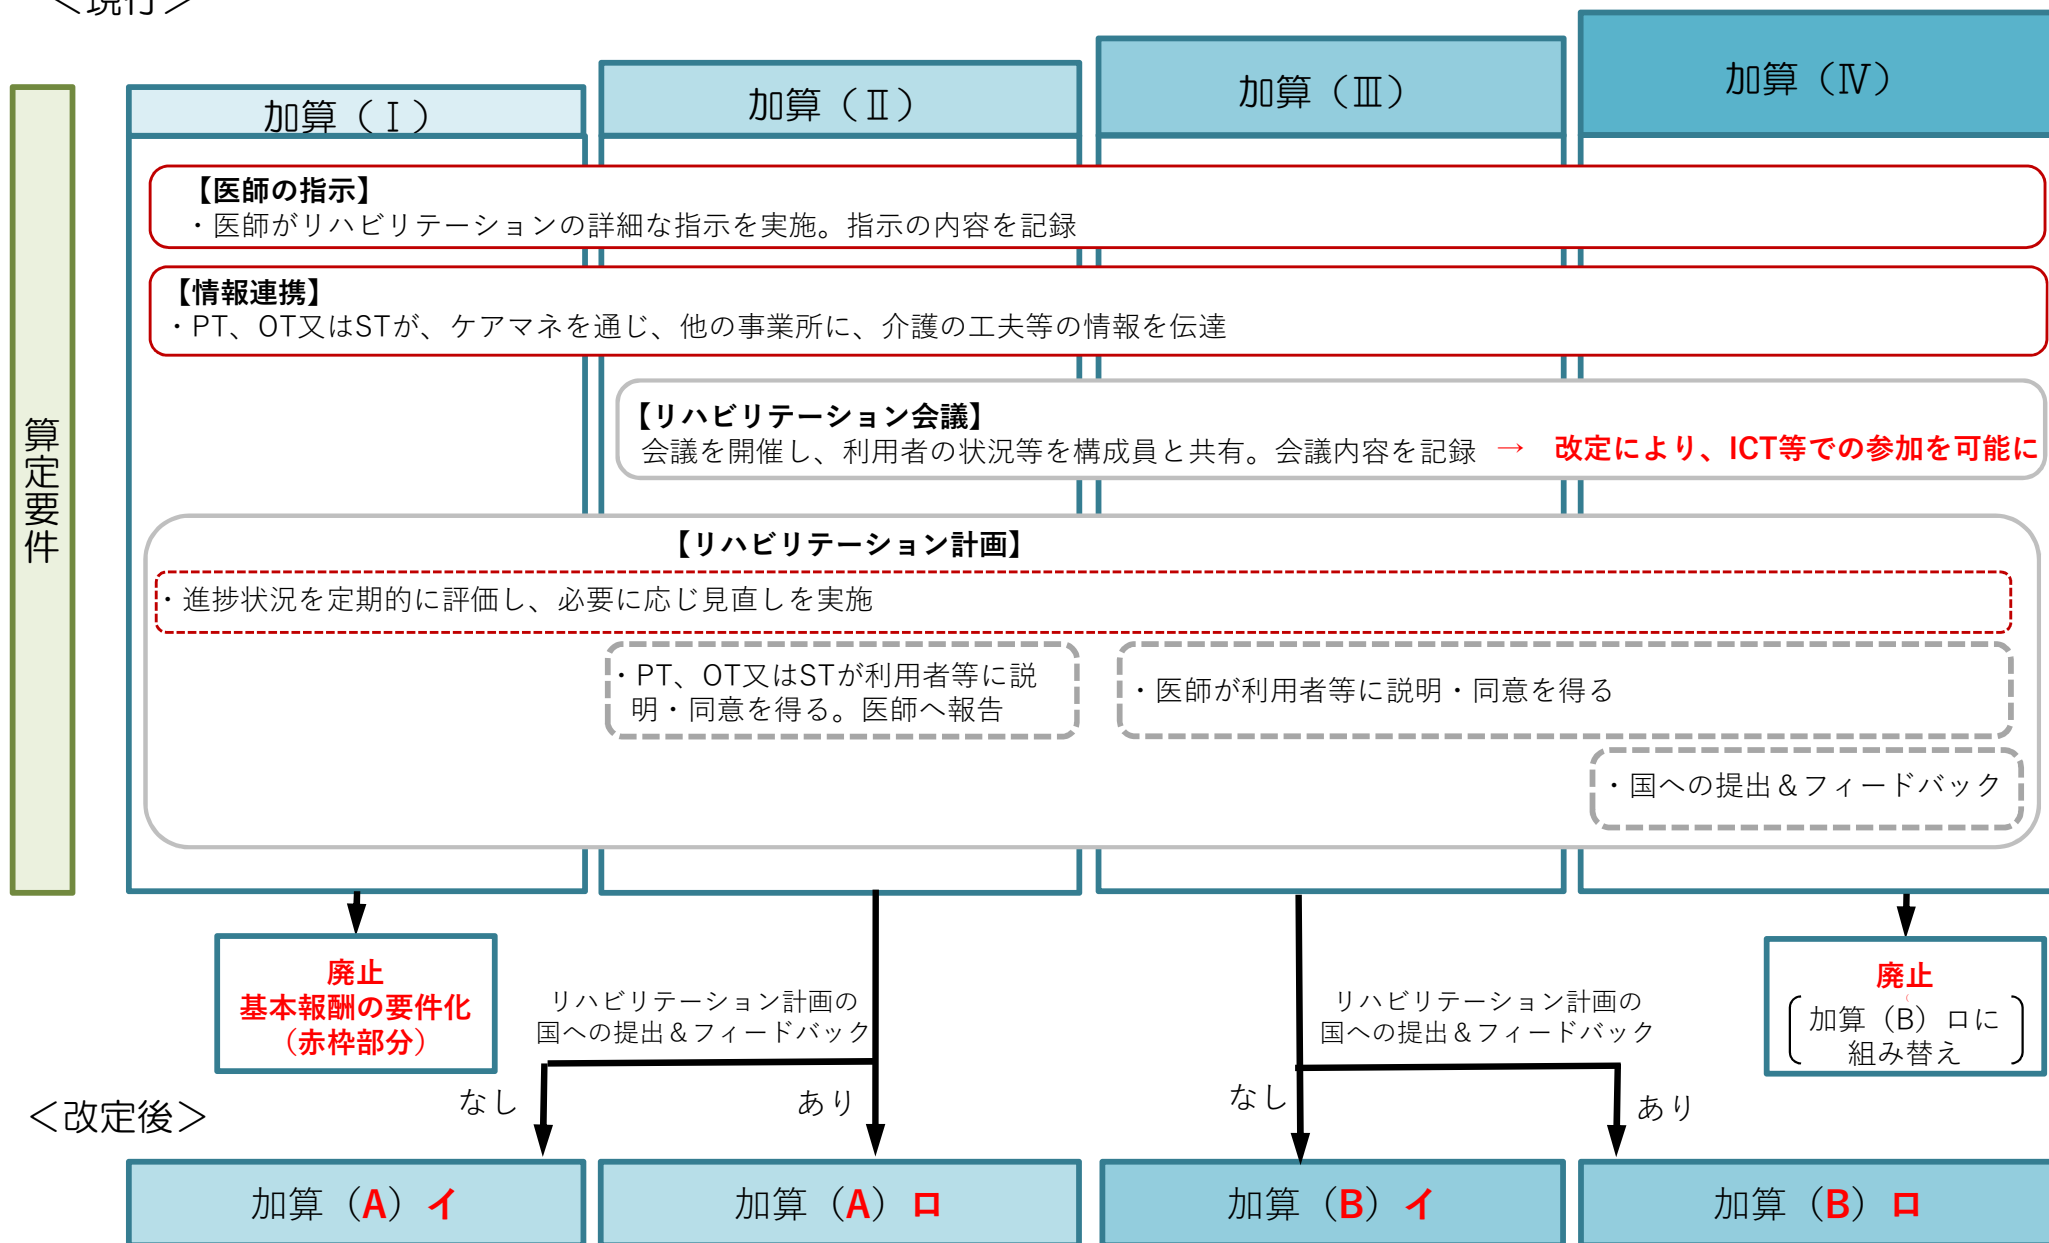 ＜現行＞
加算（Ⅰ）
加算（Ⅱ）
加算（Ⅲ）
加算（Ⅳ）
算定要件
【医師の指示】
・医師がリハビリテーションの詳細な指示を実施。指示の内容を記録
【情報連携】
・PT、OT又はSTが、ケアマネを通じ、他の事業所に、介護の工夫等の情報を伝達
【リハビリテーション会議】
会議を開催し、利用者の状況等を構成員と共有。会議内容を記録 → 改定により、ICT等での参加を可能に
【リハビリテーション計画】
・進捗状況を定期的に評価し、必要に応じ見直しを実施
・PT、OT又はSTが利用者等に説
明・同意を得る。医師へ報告
・医師が利用者等に説明・同意を得る
・国への提出＆フィードバック
廃止
基本報酬の要件化
（赤枠部分）
リハビリテーション計画の
国への提出＆フィードバック
なし
あり
リハビリテーション計画の
国への提出＆フィードバック
なし
あり
廃止
（
加算（B）ロに
組み替え
＜改定後＞
加算（A）イ
加算（A）ロ
加算（B）イ
加算（B）ロ